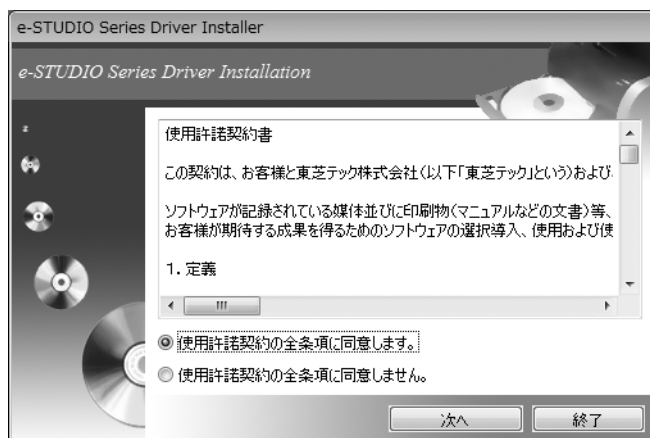 e-STUDIO Series Driver Installer
e-STUDIO Series Driver Installation
使用許諾契約書
この契約は、お客様と東芝テック株式会社(以下「東芝テック」という)および
ソフトウェアが記録されている媒体並びに印刷物(マニュアルなどの文書)等、
お客様が期待する成果を得るためのソフトウェアの選択導入、使用および使
1. 定義
使用許諾契約の全条項に同意します。
使用許諾契約の全条項に同意しません。
次へ
終了